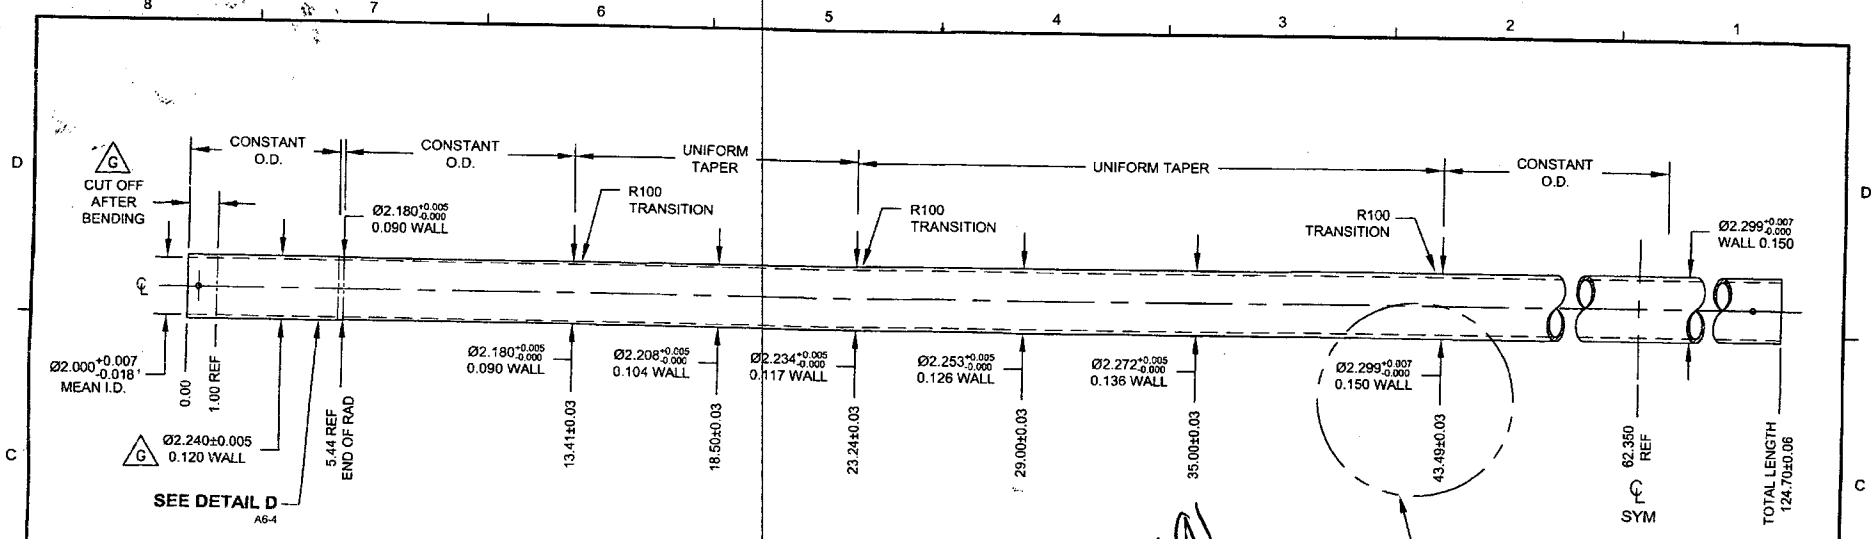 8 7 6 5 4 3 2 1
D
D
G
CUT OFF
AFTER
BENDING
CONSTANT
O.D.
CONSTANT
O.D.
UNIFORM
TAPER
UNIFORM TAPER
CONSTANT
O.D.
Ø2.180+0.005
-0.000
0.090 WALL
R100
TRANSITION
R100
TRANSITION
R100
TRANSITION
Ø2.299+0.007
-0.000
WALL 0.150
℄
Ø2.000+0.007
-0.018
MEAN I.D.
0.00
1.00 REF
G
Ø2.240±0.005
0.120 WALL
SEE DETAIL D
A6-4
5.44 REF
END OF RAD
Ø2.180+0.005
-0.000
0.090 WALL
13.41±0.03
Ø2.208+0.005
-0.000
0.104 WALL
18.50±0.03
Ø2.234+0.005
-0.000
0.117 WALL
23.24±0.03
Ø2.253+0.005
-0.000
0.126 WALL
29.00±0.03
Ø2.272+0.005
-0.000
0.136 WALL
35.00±0.03
Ø2.299+0.007
-0.000
0.150 WALL
43.49±0.03
62.350
REF
℄
SYM
TOTAL LENGTH
124.70±0.06
C
C